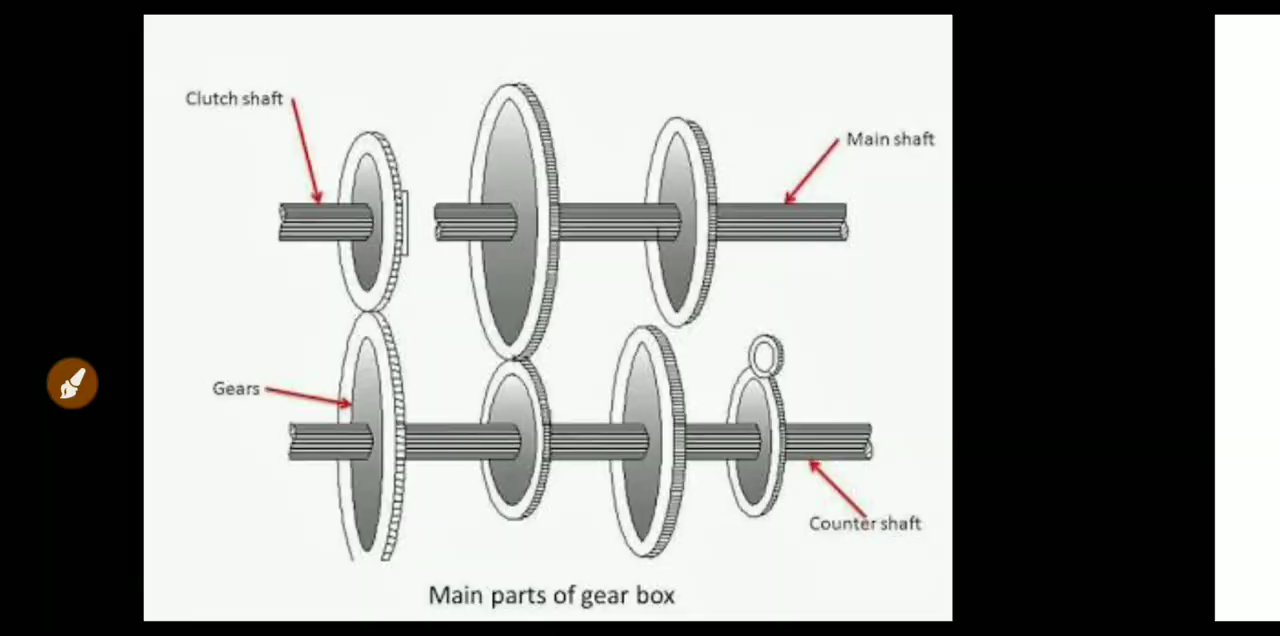 Clutch shaft
Main shaft
Gears
Counter shaft
Main parts of gear box